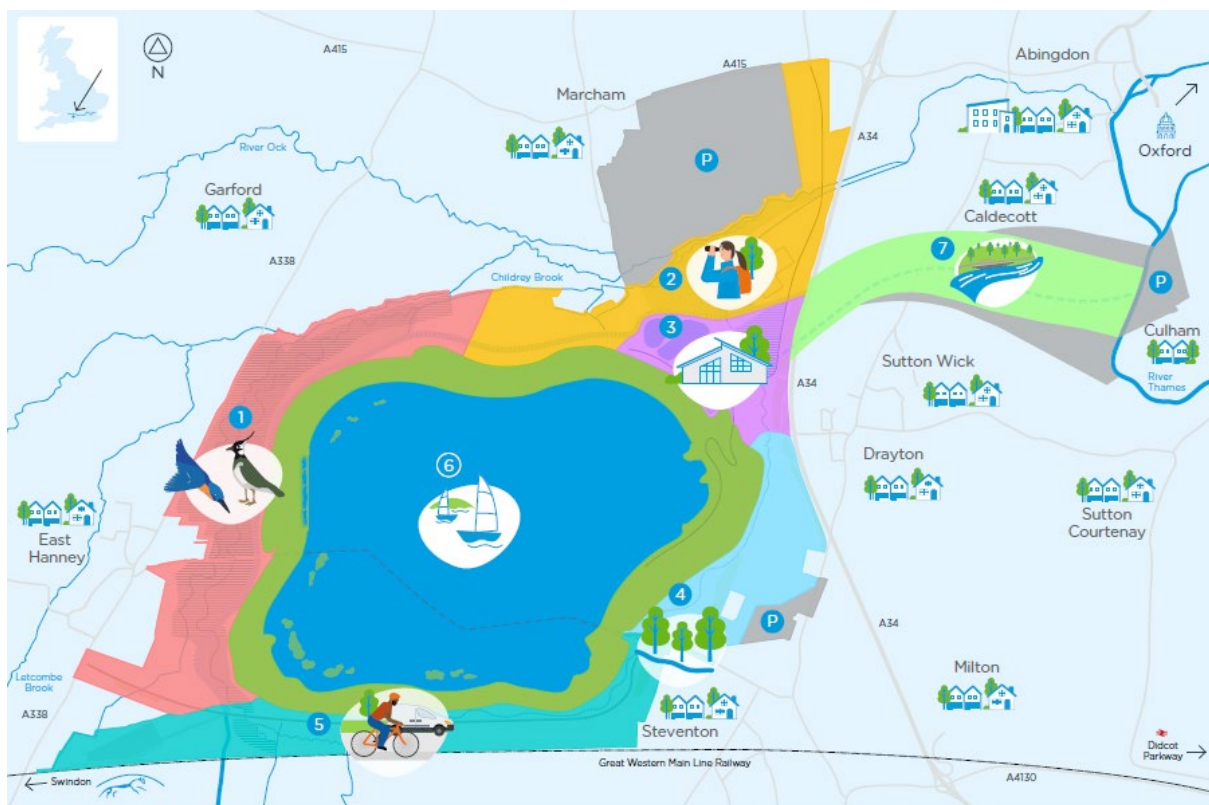 A415
N
A415
Abingdon
Marcham
A34
River Ock
P
Oxford
Garford
Caldecott
A338
7
Childrey Brook
2
P
3
Culham
Sutton Wick
River
Thames
A34
1
Drayton
6
Sutton
Courtenay
East
Hanney
4
P
A34
Milton
Letcombe
Brook
A338
5
Steventon
Didcot
Parkway
Great Western Main Line Railway
Swindon
A4130